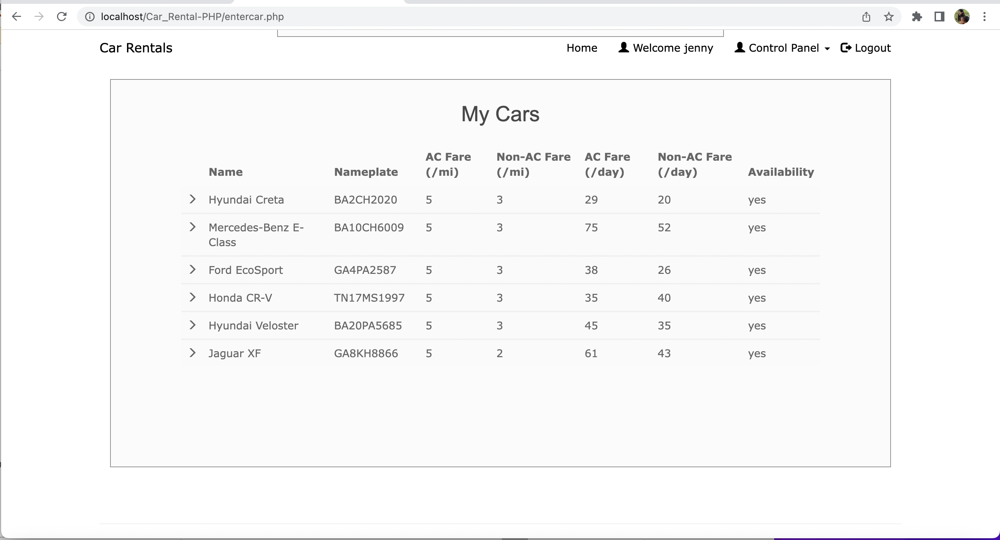 localhost/Car_Rental-PHP/entercar.php
Car Rentals Home Welcome jenny Control Panel Logout
My Cars
AC Fare Non-AC Fare AC Fare Non-AC Fare
Name Nameplate (/mi) (/mi) (/day) (/day) Availability
Hyundai Creta BA2CH2020 5 3 29 20 yes
Mercedes-Benz E- BA10CH6009 5 3 75 52 yes
Class
Ford EcoSport GA4PA2587 5 3 38 26 yes
Honda CR-V TN17MS1997 5 3 35 40 yes
Hyundai Veloster BA20PA5685 5 3 45 35 yes
Jaguar XF GA8KH8866 5 2 61 43 yes